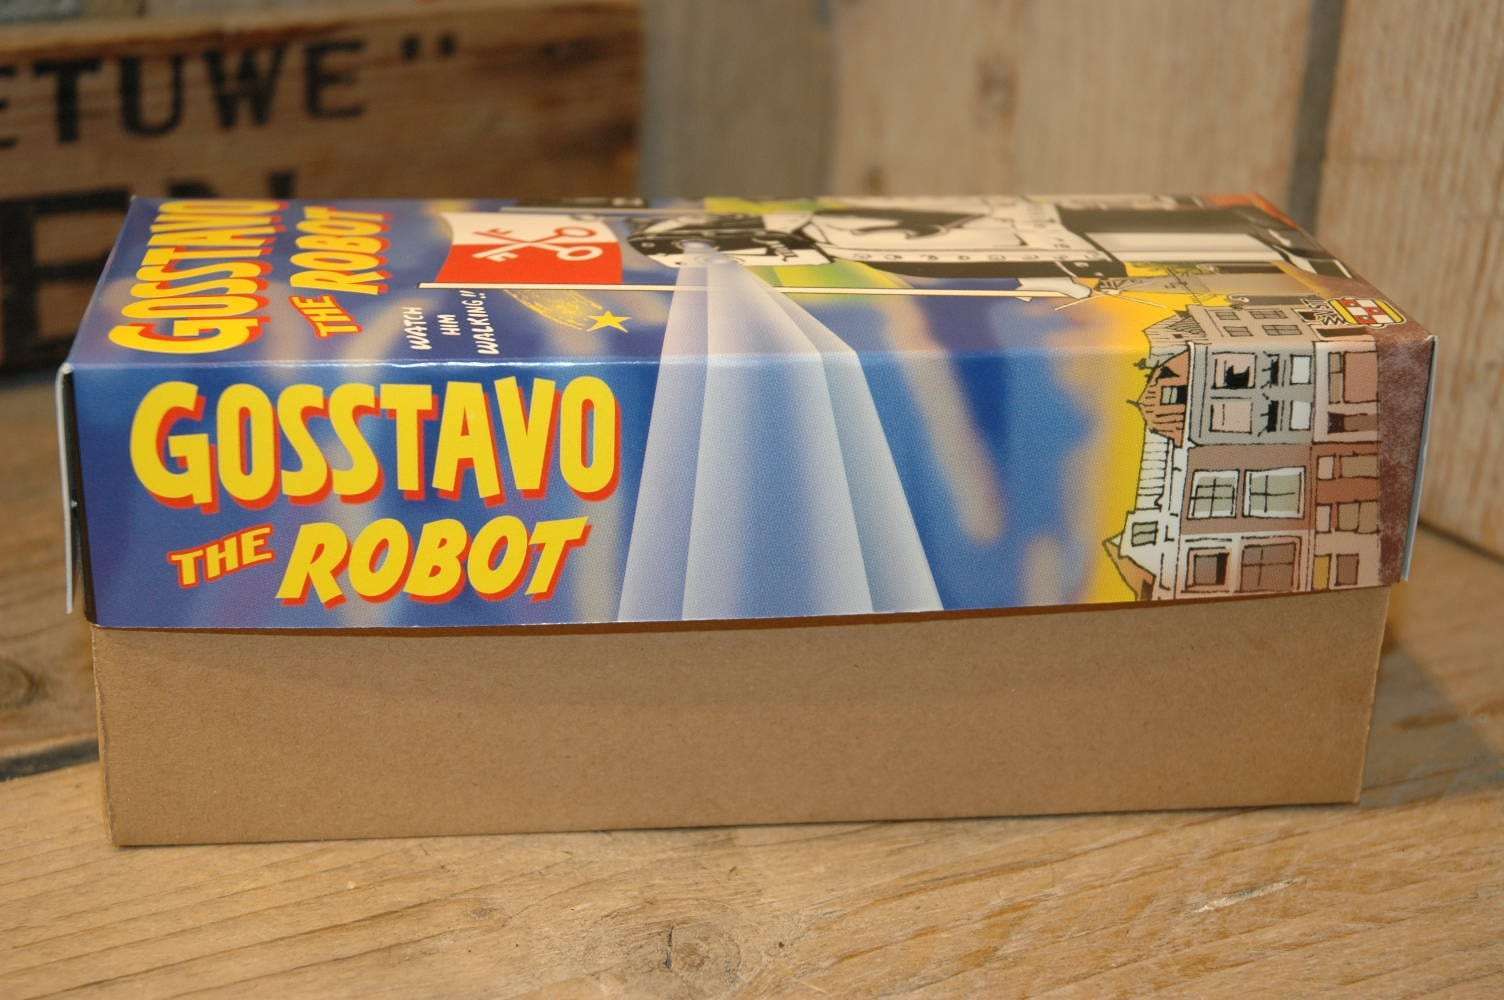 ETUWE"
GOSSTAVO
THE ROBOT
WATCH
HIM
WALKING!!
GOSSTAVO
THE ROBOT